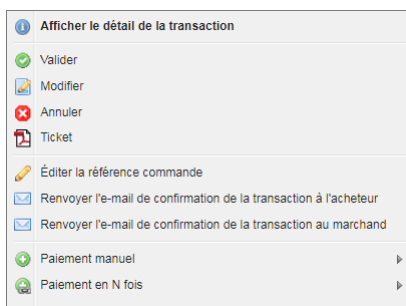 Afficher le détail de la transaction
Valider
Modifier
Annuler
Ticket
Éditer la référence commande
Renvoyer l'e-mail de confirmation de la transaction à l'acheteur
Renvoyer l'e-mail de confirmation de la transaction au marchand
Paiement manuel
Paiement en N fois